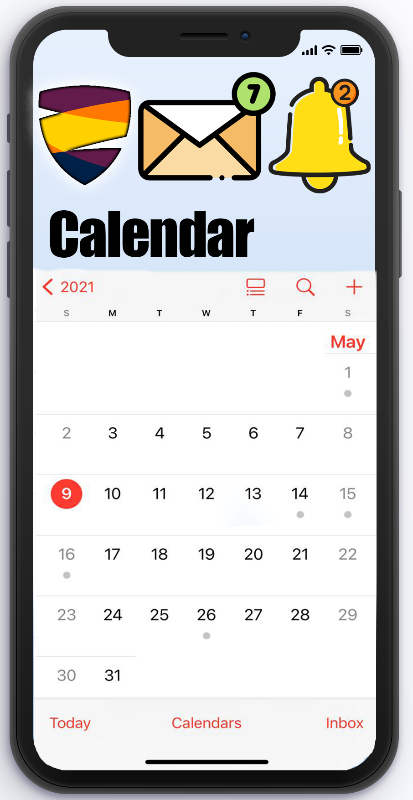 7
2
Calendar
2021
S M T W T F S
May
1
2 3 4 5 6 7 8
9 10 11 12 13 14 15
16 17 18 19 20 21 22
23 24 25 26 27 28 29
30 31
Today Calendars Inbox